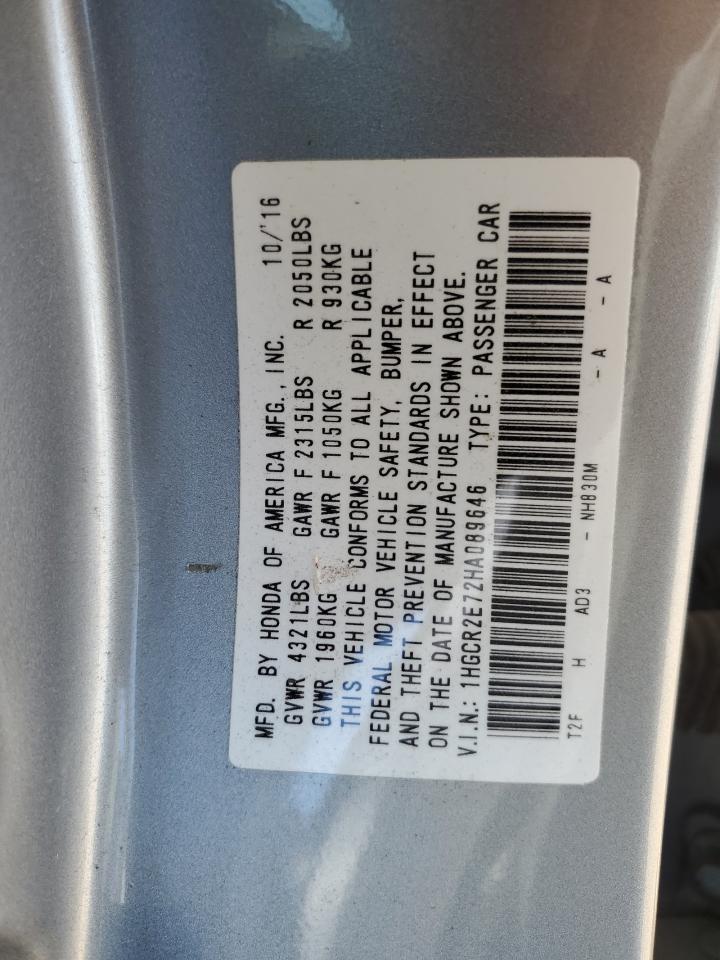 MFD. BY HONDA OF AMERICA MFG., INC. 10/'16
GVWR 4321LBS GAWR F 2315LBS R 2050LBS
GVWR 1960KG GAWR F 1050KG R 930KG
THIS VEHICLE CONFORMS TO ALL APPLICABLE
FEDERAL MOTOR VEHICLE SAFETY, BUMPER,
AND THEFT PREVENTION STANDARDS IN EFFECT
ON THE DATE OF MANUFACTURE SHOWN ABOVE.
V.I.N.: 1HGCR2E72HA089646 TYPE: PASSENGER CAR
T2F H AD3 - NH830M - A - A